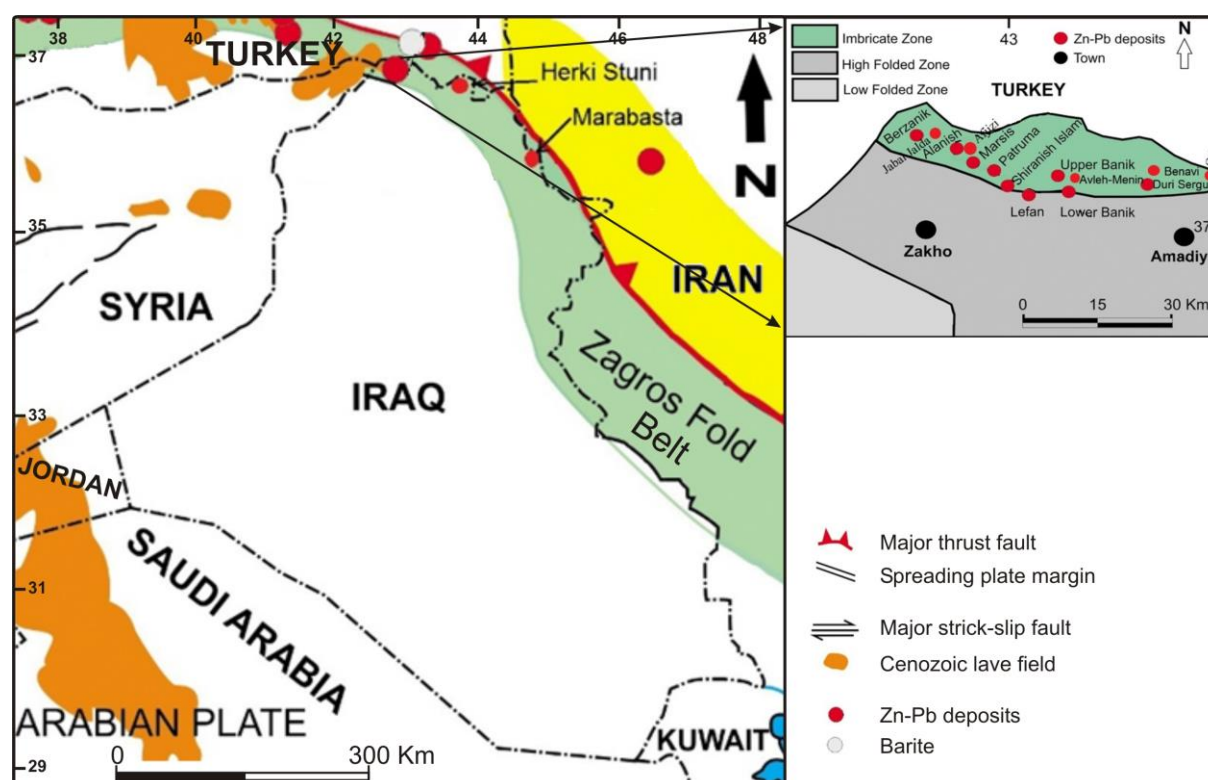 38
40
42
44
46
48
37
35
33
31
29
TURKEY
Herki Stuni
Marabasta
N
SYRIA
IRAN
IRAQ
Zagros Fold
Belt
JORDAN
SAUDI ARABIA
ARABIAN PLATE
0 300 Km
KUWAIT
Imbricate Zone
High Folded Zone
Low Folded Zone
43
Zn-Pb deposits
Town
N
TURKEY
Berzanik
Alanish
Marsis
Patruma
Shiranish Islam
Upper Banik
Avleh-Menin
Benavi
Duri Sergu
Lefan
Lower Banik
Zakho
37
Amadiy
0 15 30 Km
Major thrust fault
Spreading plate margin
Major strick-slip fault
Cenozoic lave field
Zn-Pb deposits
Barite